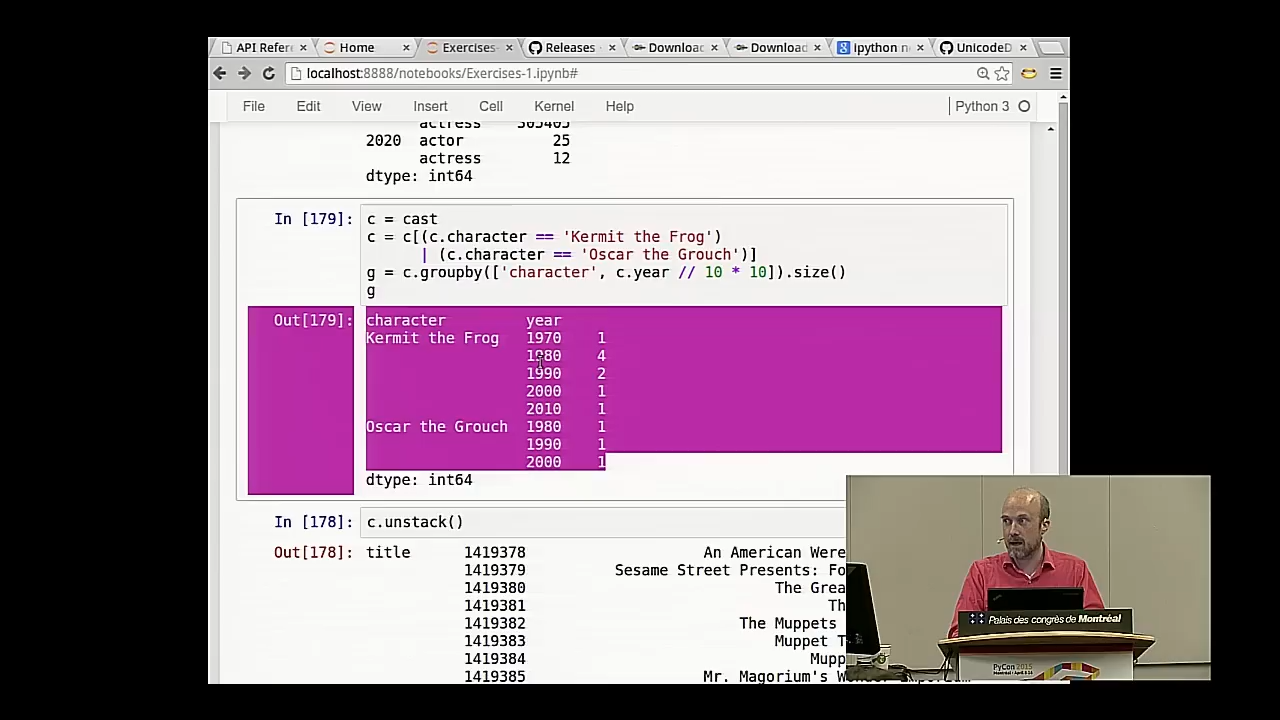 API Refer
Home
Exercises-
Releases
Downloac
Downloac
ipython n
UnicodeD
localhost:8888/notebooks/Exercises-1.ipynb#
File Edit View Insert Cell Kernel Help Python 3
actress 305405
2020 actor 25
actress 12
dtype: int64
In [179]: c = cast
c = c[(c.character == 'Kermit the Frog')
| (c.character == 'Oscar the Grouch')]
g = c.groupby(['character', c.year // 10 * 10]).size()
g
Out[179]: character year
Kermit the Frog 1970 1
1980 4
1990 2
2000 1
2010 1
Oscar the Grouch 1980 1
1990 1
2000 1
dtype: int64
In [178]: c.unstack()
Out[178]: title 1419378 An American Were
1419379 Sesame Street Presents: Fo
1419380 The Grea
1419381 Th
1419382 The Muppets
1419383 Muppet T
1419384 Mupp
1419385 Mr. Magorium's
Palais des congrès de Montréal
PyCon 2015